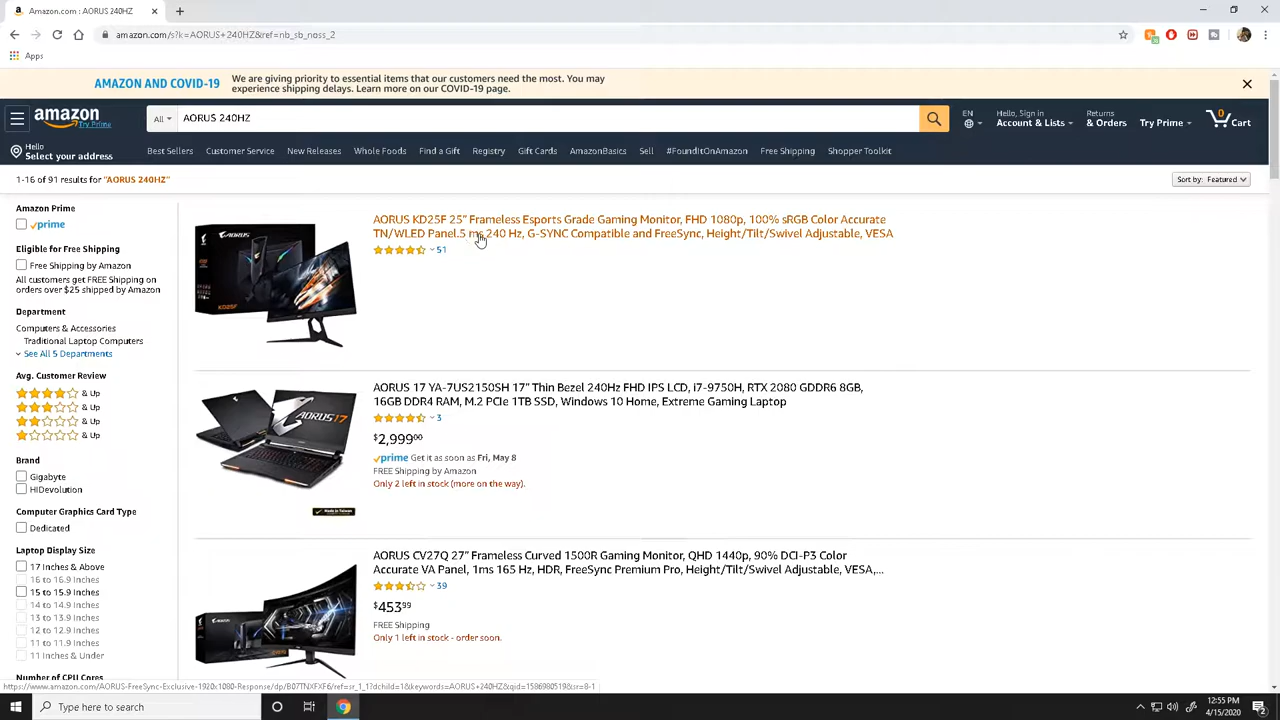 Amazon.com : AORUS 240HZ
amazon.com/s?k=AORUS+240HZ&ref=nb_sb_noss_2
Apps
AMAZON AND COVID-19
We are giving priority to essential items that our customers need the most. You may
experience shipping delays. Learn more on our COVID-19 page.
amazon
Try Prime
All
AORUS 240HZ
EN
Hello, Sign in
Account & Lists
Returns
& Orders
Try Prime
0
Cart
Hello
Select your address
Best Sellers
Customer Service
New Releases
Whole Foods
Find a Gift
Registry
Gift Cards
AmazonBasics
Sell
#FoundItOnAmazon
Free Shipping
Shopper Toolkit
1-16 of 91 results for "AORUS 240HZ"
Sort by: Featured
Amazon Prime
prime
Eligible for Free Shipping
Free Shipping by Amazon
All customers get FREE Shipping on
orders over $25 shipped by Amazon
Department
Computers & Accessories
Traditional Laptop Computers
See All 5 Departments
Avg. Customer Review
& Up
& Up
& Up
& Up
Brand
Gigabyte
HIDevolution
Computer Graphics Card Type
Dedicated
Laptop Display Size
17 Inches & Above
16 to 16.9 Inches
15 to 15.9 Inches
14 to 14.9 Inches
13 to 13.9 Inches
12 to 12.9 Inches
11 to 11.9 Inches
11 Inches & Under
Number of CPU Cores
AORUS
KD25F
AORUS KD25F 25" Frameless Esports Grade Gaming Monitor, FHD 1080p, 100% sRGB Color Accurate
TN/WLED Panel.5 ms 240 Hz, G-SYNC Compatible and FreeSync, Height/Tilt/Swivel Adjustable, VESA
51
AORUS17
Made in Taiwan
AORUS 17 YA-7US2150SH 17" Thin Bezel 240Hz FHD IPS LCD, i7-9750H, RTX 2080 GDDR6 8GB,
16GB DDR4 RAM, M.2 PCIe 1TB SSD, Windows 10 Home, Extreme Gaming Laptop
3
$2,99900
prime Get it as soon as Fri, May 8
FREE Shipping by Amazon
Only 2 left in stock (more on the way).
AORUS CV27Q 27" Frameless Curved 1500R Gaming Monitor, QHD 1440p, 90% DCI-P3 Color
Accurate VA Panel, 1ms 165 Hz, HDR, FreeSync Premium Pro, Height/Tilt/Swivel Adjustable, VESA,...
39
$45399
FREE Shipping
Only 1 left in stock - order soon.
https://www.amazon.com/AORUS-FreeSync-Exclusive-1920x1080-Response/dp/B07TNXFXF6/ref=sr_1_1?dchild=1&keywords=AORUS+240HZ&qid=1586980519&sr=8-1
Type here to search
12:55 PM
4/15/2020
2